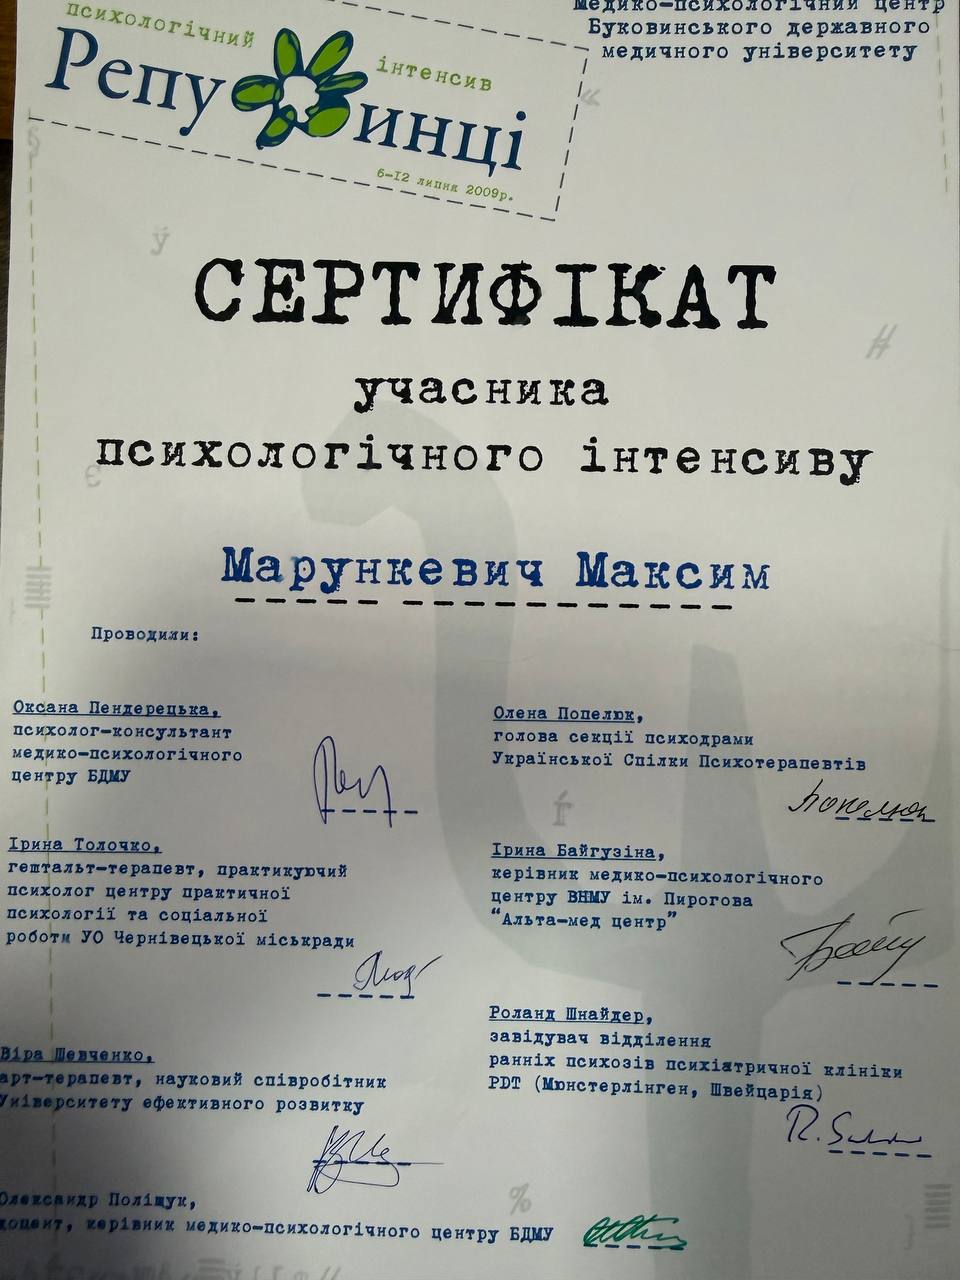 Медико-психологічний центр
Буковинського державного
медичного університету
психологічний
інтенсив
Репужинці
6-12 липня 2009р.
СЕРТИФІКАТ
учасника
психологічного інтенсиву
Марункевич Максим
Проводили:
Оксана Пендерецька,
психолог-консультант
медико-психологічного
центру БДМУ
Олена Попелюк,
голова секції психодрами
Української Спілки Психотерапевтів
Попелюк
Ірина Толочко,
гештальт-терапевт, практикуючий
психолог центру практичної
психології та соціальної
роботи УО Чернівецької міськради
Ірина Байгузіна,
керівник медико-психологічного
центру ВНМУ ім. Пирогова
"Альта-мед центр"
Роланд Шнайдер,
завідувач відділення
ранніх психозів психіатричної клініки
PDT (Мюнстерлінген, Швейцарія)
Віра Шевченко,
арт-терапевт, науковий співробітник
Університету ефективного розвитку
Олександр Поліщук,
доцент, керівник медико-психологічного центру БДМУ